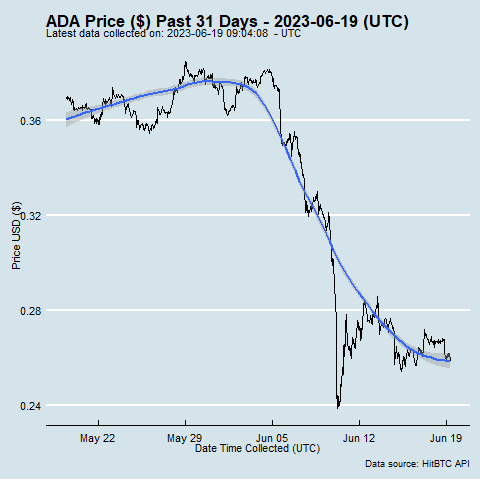 ADA Price ($) Past 31 Days - 2023-06-19 (UTC)
Latest data collected on: 2023-06-19 09:04:08  - UTC
0.36
0.32
0.28
0.24
Price USD ($)
May 22
May 29
Jun 05
Jun 12
Jun 19
Date Time Collected (UTC)
Data source: HitBTC API